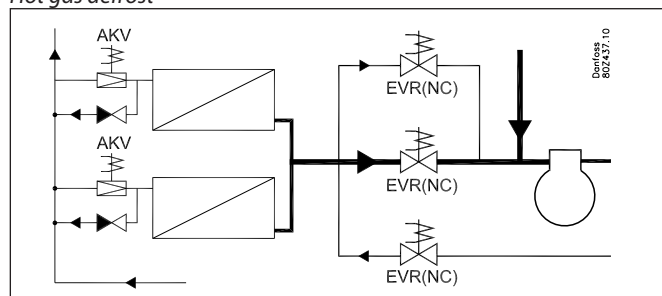 Hot gas defrost
AKV
EVR(NC)
Danfoss
80Z437.10
AKV
EVR(NC)
EVR(NC)